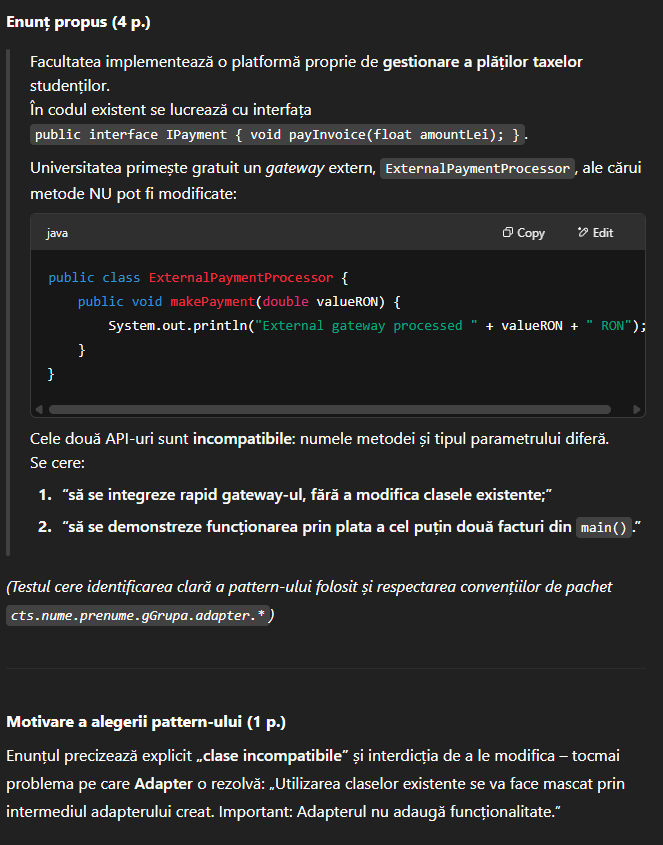 Enunț propus (4 p.)
Facultatea implementează o platformă proprie de gestionare a plăților taxelor
studenților.
În codul existent se lucrează cu interfața
public interface IPayment { void payInvoice(float amountLei); }.
Universitatea primește gratuit un gateway extern, ExternalPaymentProcessor, ale cărui
metode NU pot fi modificate:
java Copy Edit
public class ExternalPaymentProcessor {
public void makePayment(double valueRON) {
System.out.println("External gateway processed " + valueRON + " RON");
}
}
Cele două API-uri sunt incompatibile: numele metodei și tipul parametrului diferă.
Se cere:
1. “să se integreze rapid gateway-ul, fără a modifica clasele existente;”
2. “să se demonstreze funcționarea prin plata a cel puțin două facturi din main().”
(Testul cere identificarea clară a pattern-ului folosit și respectarea convențiilor de pachet
cts.nume.prenume.gGrupa.adapter.*)
Motivare a alegerii pattern-ului (1 p.)
Enunțul precizează explicit „clase incompatibile” și interdicția de a le modifica – tocmai
problema pe care Adapter o rezolvă: „Utilizarea claselor existente se va face mascat prin
intermediul adapterului creat. Important: Adapterul nu adaugă funcționalitate.”